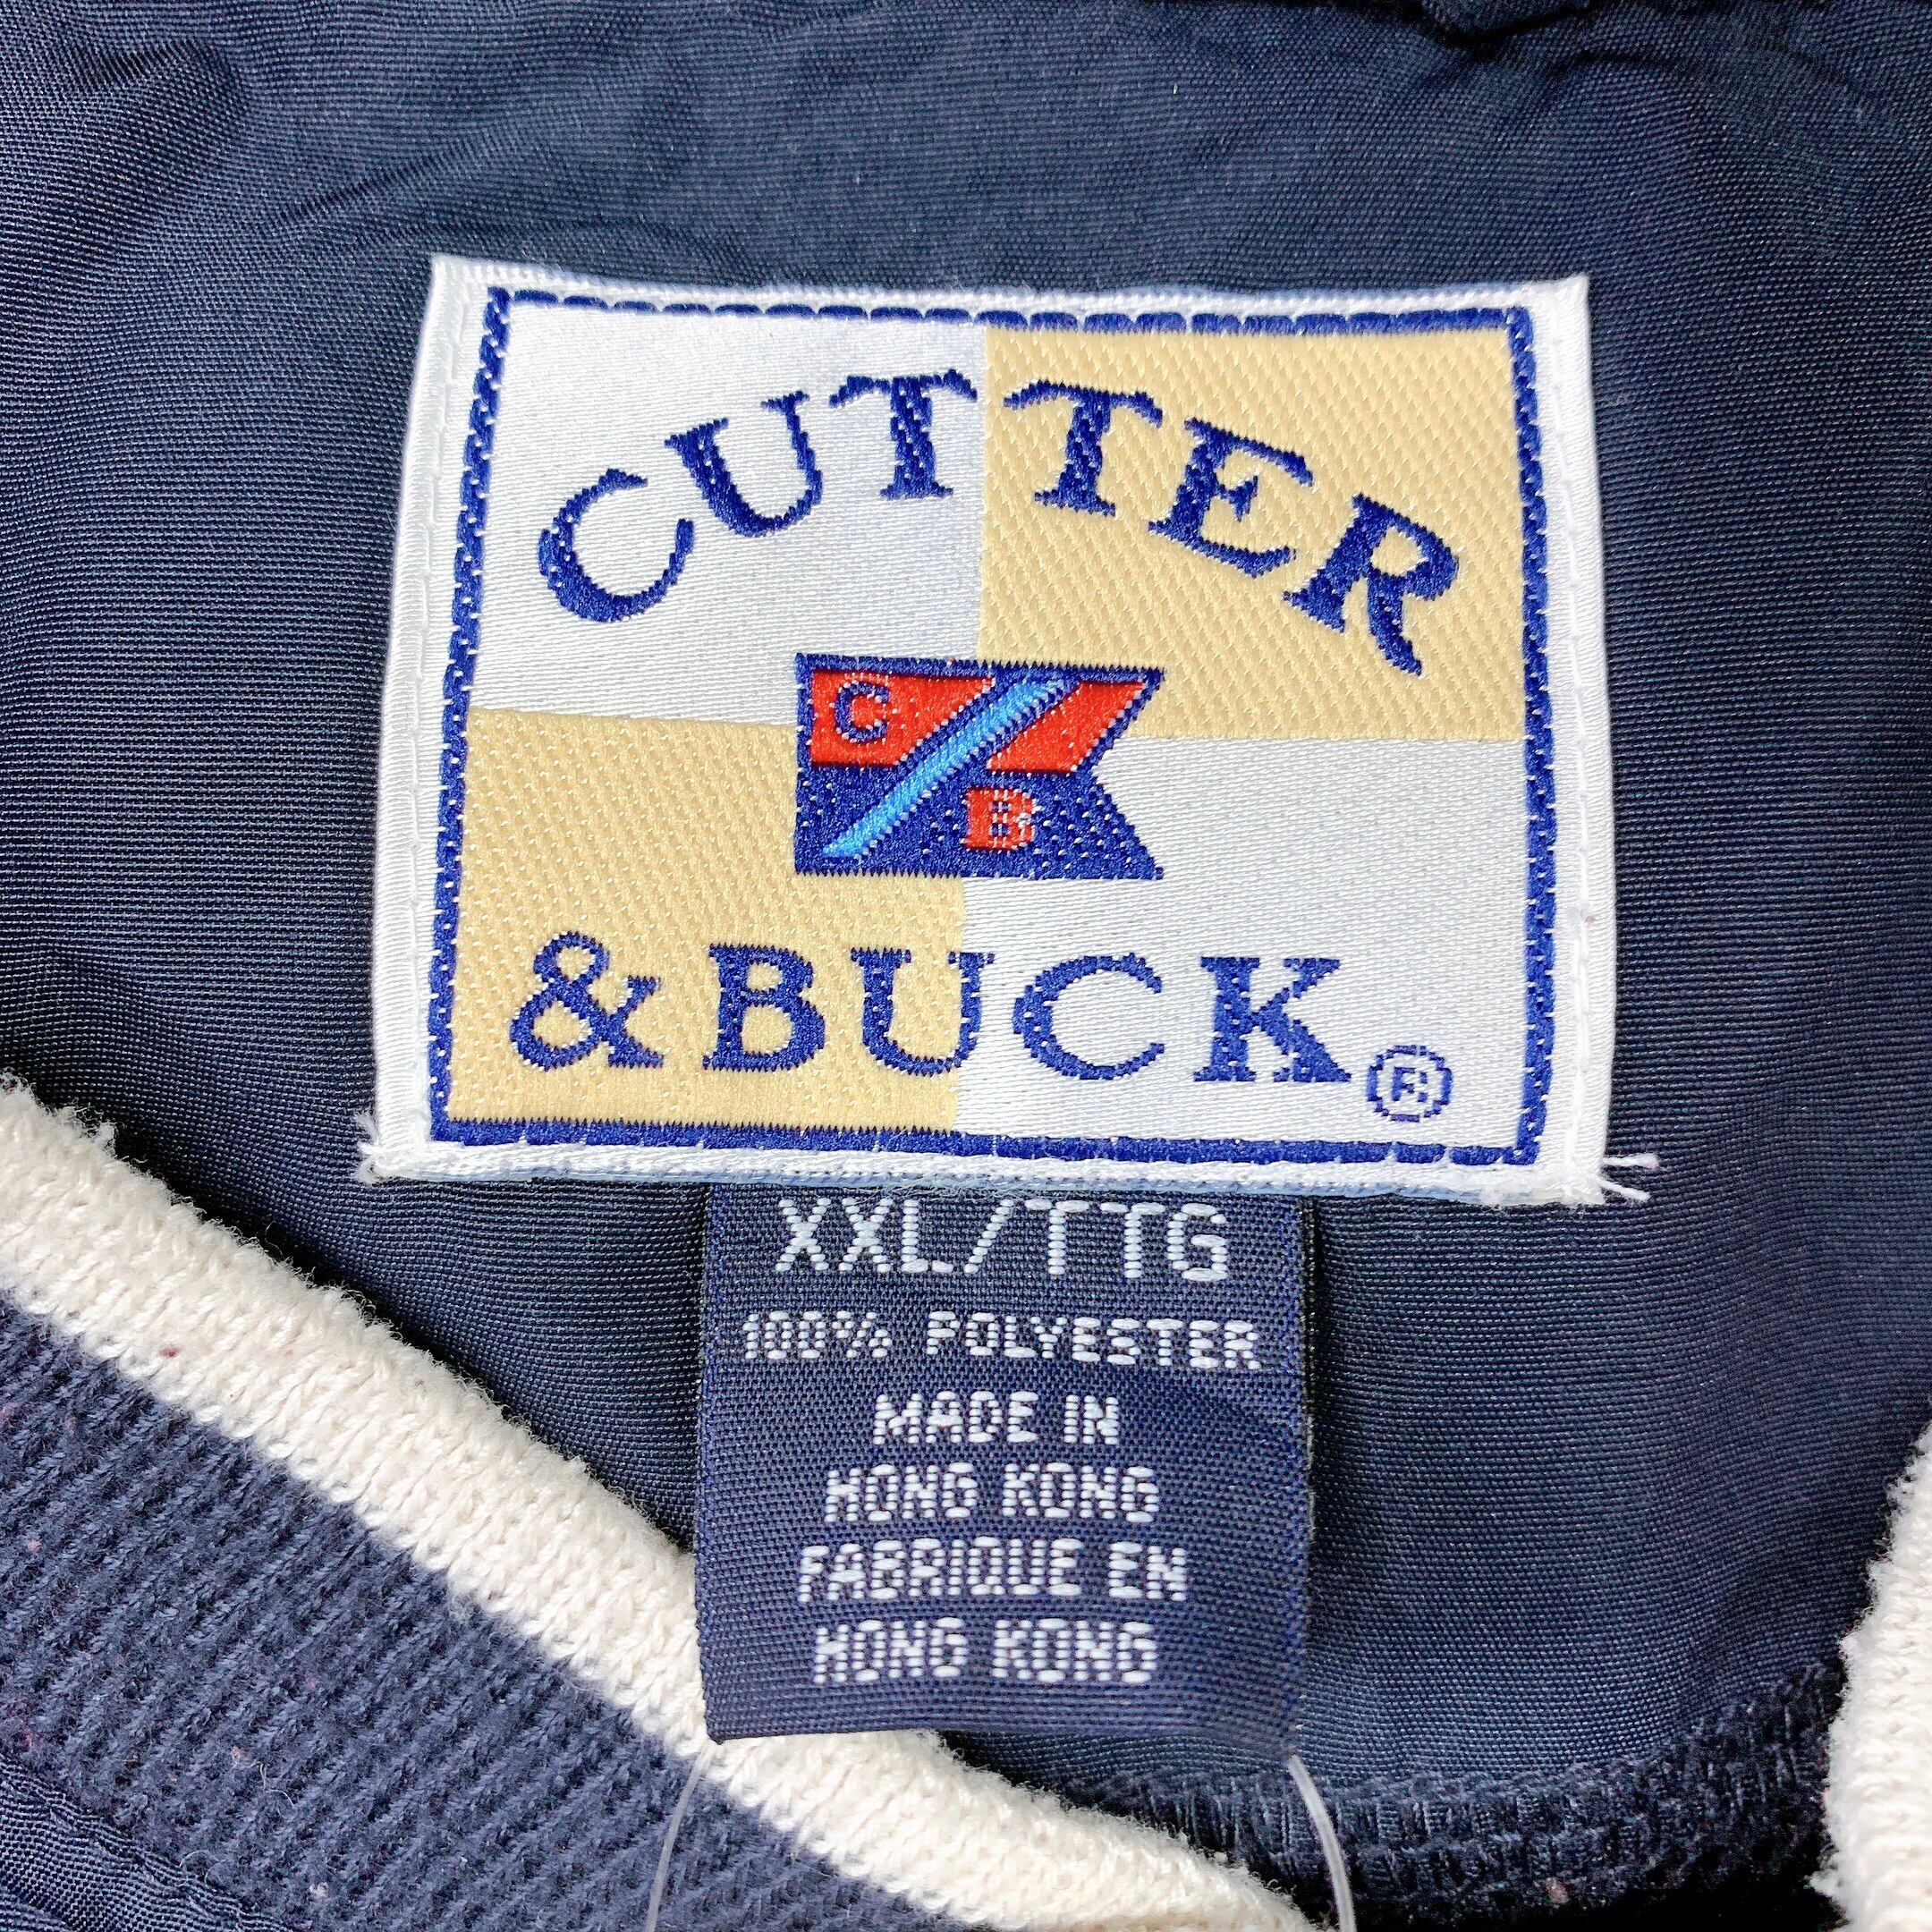 CUTTER
C
B
& BUCK®
XXL/TTG
100% POLYESTER
MADE IN
HONG KONG
FABRIQUE EN
HONG KONG